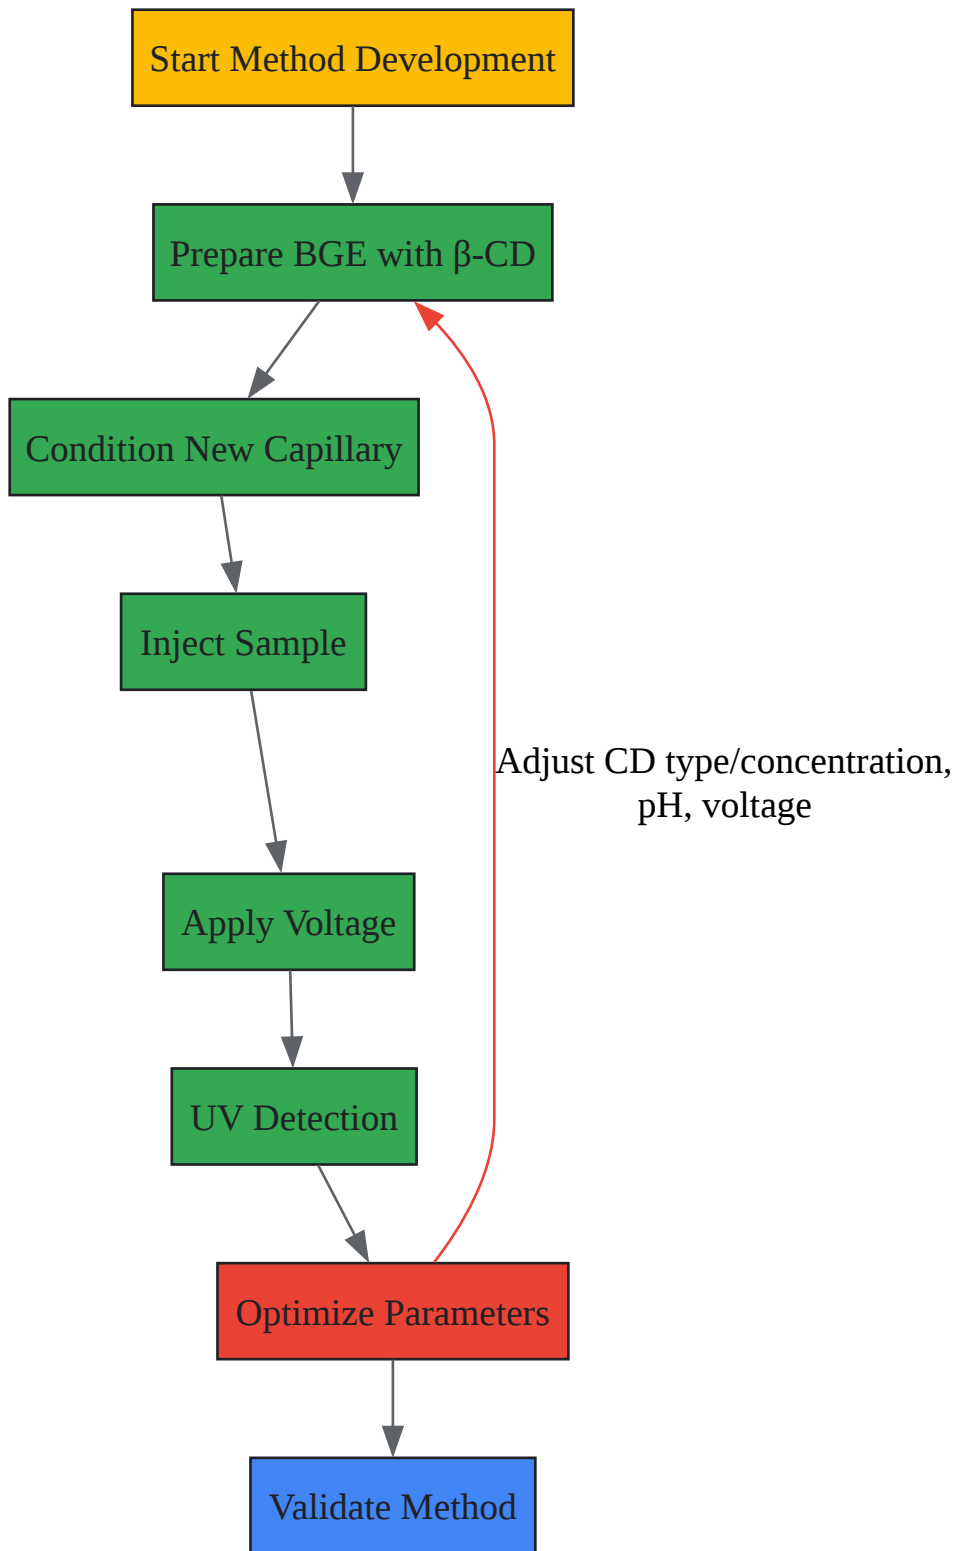 Start Method Development
Prepare BGE with β-CD
Condition New Capillary
Inject Sample
Adjust CD type/concentration,
pH, voltage
Apply Voltage
UV Detection
Optimize Parameters
Validate Method